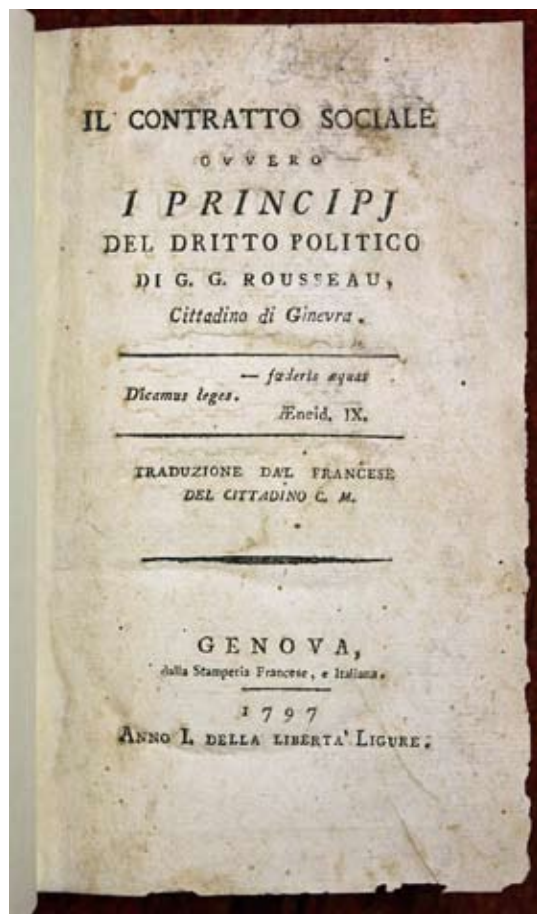 IL CONTRATTO SOCIALE
OVVERO
I PRINCIPJ
DEL DRITTO POLITICO
DI G. G. ROUSSEAU,
Cittadino di Ginevra.
— fœderis æquas
Dicamus leges.
Æneid. IX.
TRADUZIONE DAL FRANCESE
DEL CITTADINO C. M.
GENOVA,
dalla Stamperia Francese, e Italiana.
1797
ANNO I. DELLA LIBERTA' LIGURE.